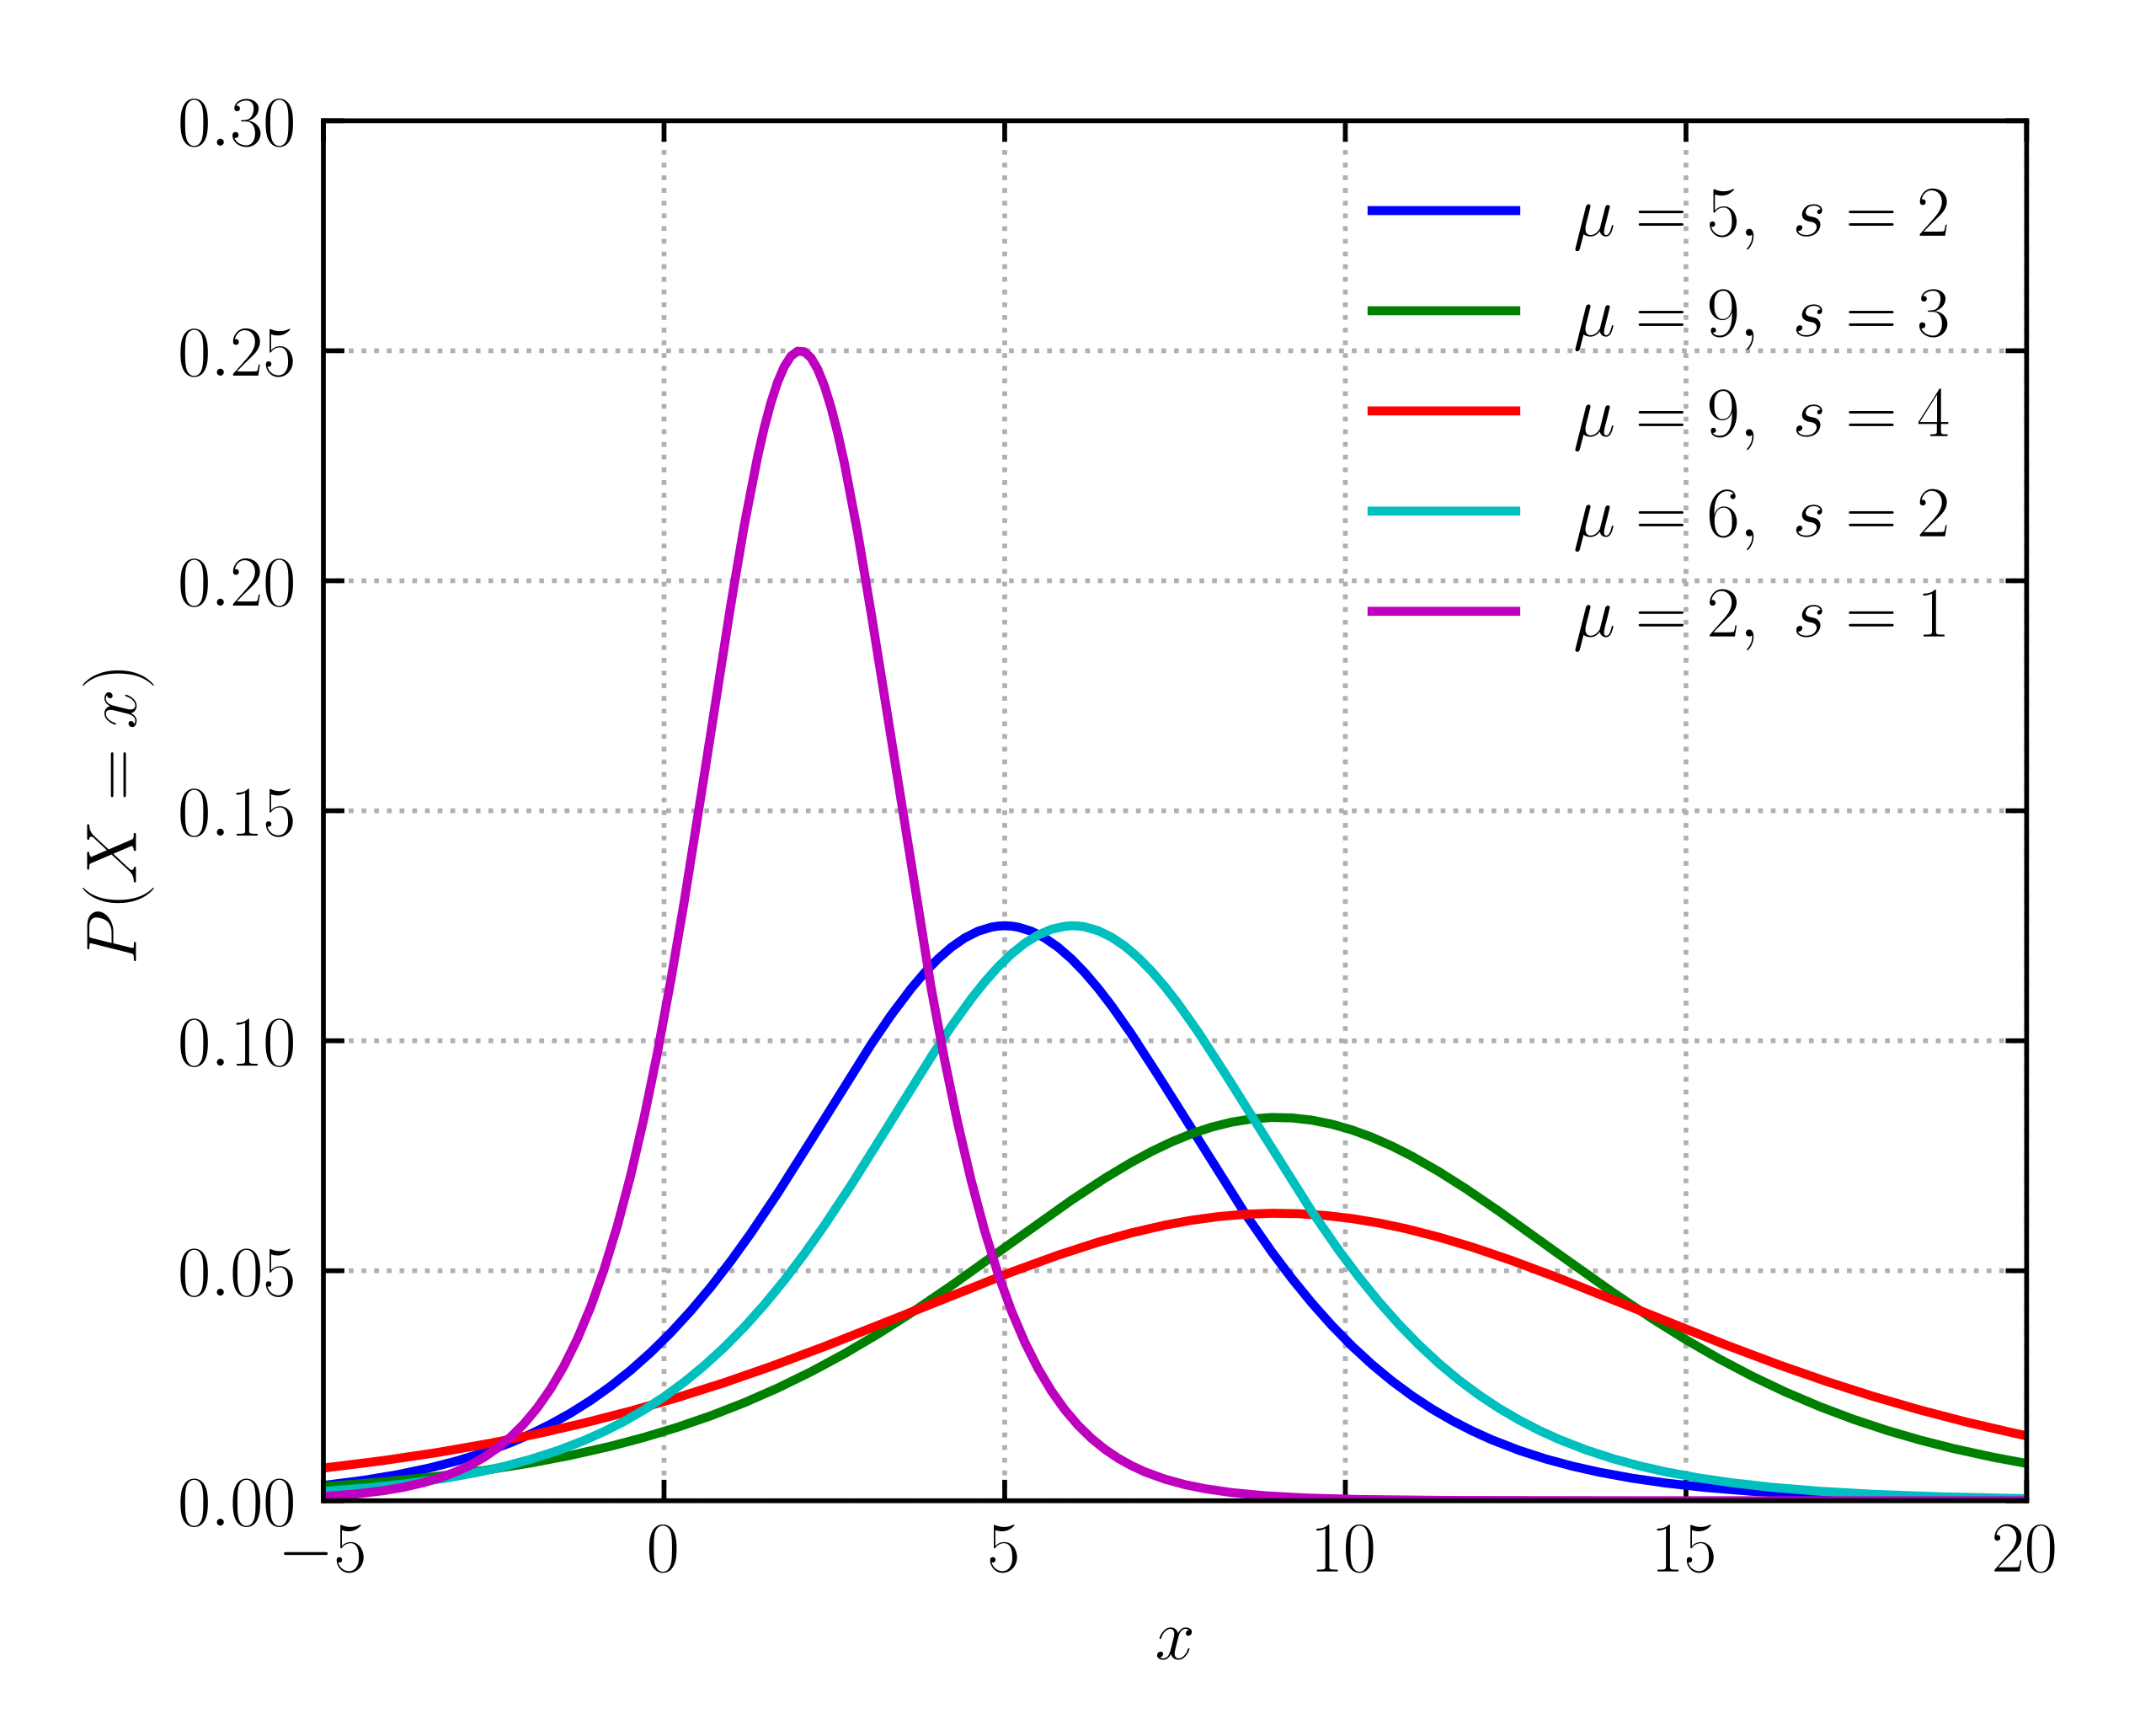 0.30
0.25
0.20
0.15
0.10
0.05
0.00
P(X = x)
μ = 5, s = 2
μ = 9, s = 3
μ = 9, s = 4
μ = 6, s = 2
μ = 2, s = 1
−5 0 5 10 15 20
x